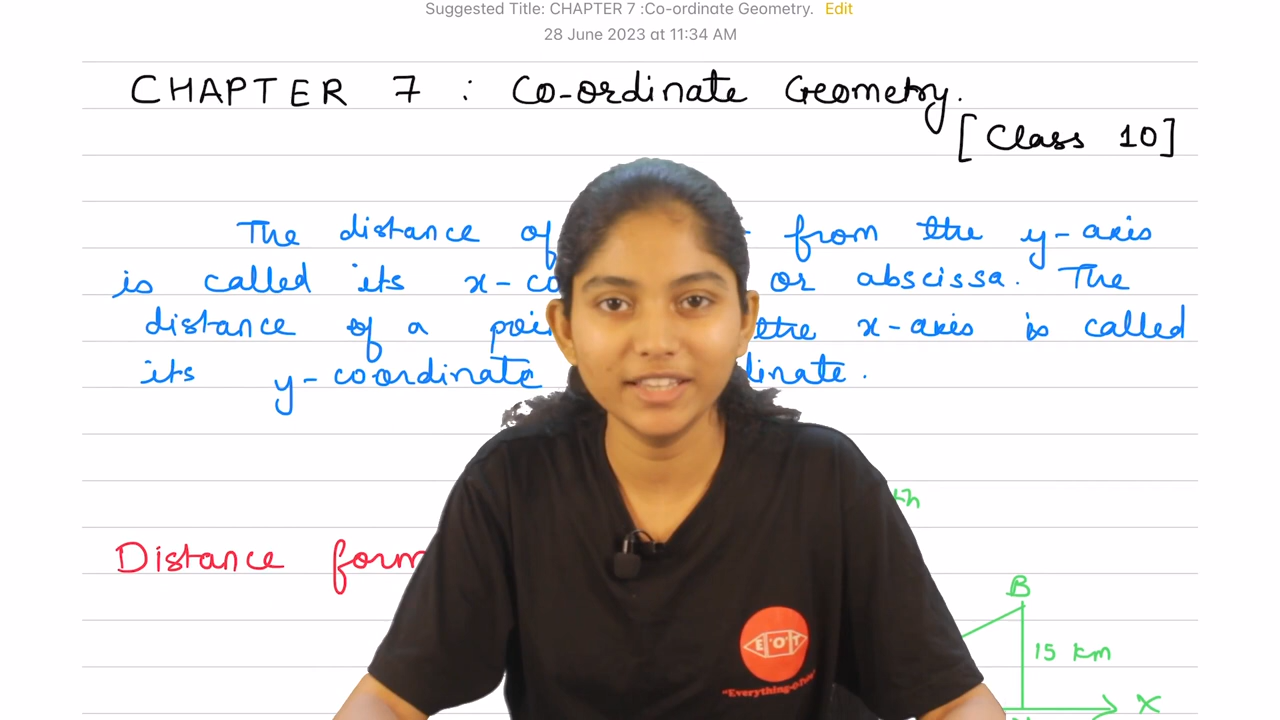 Suggested Title: CHAPTER 7 :Co-ordinate Geometry. Edit
28 June 2023 at 11:34 AM
CHAPTER 7 : Co-ordinate Geometry.
[Class 10]
The distance of from the y-axis
is called its x-co or abscissa. The
distance of a poin the x-axis is called
its y-coordinate dinate.
th
Distance form
B
15 km
X
E·O·T